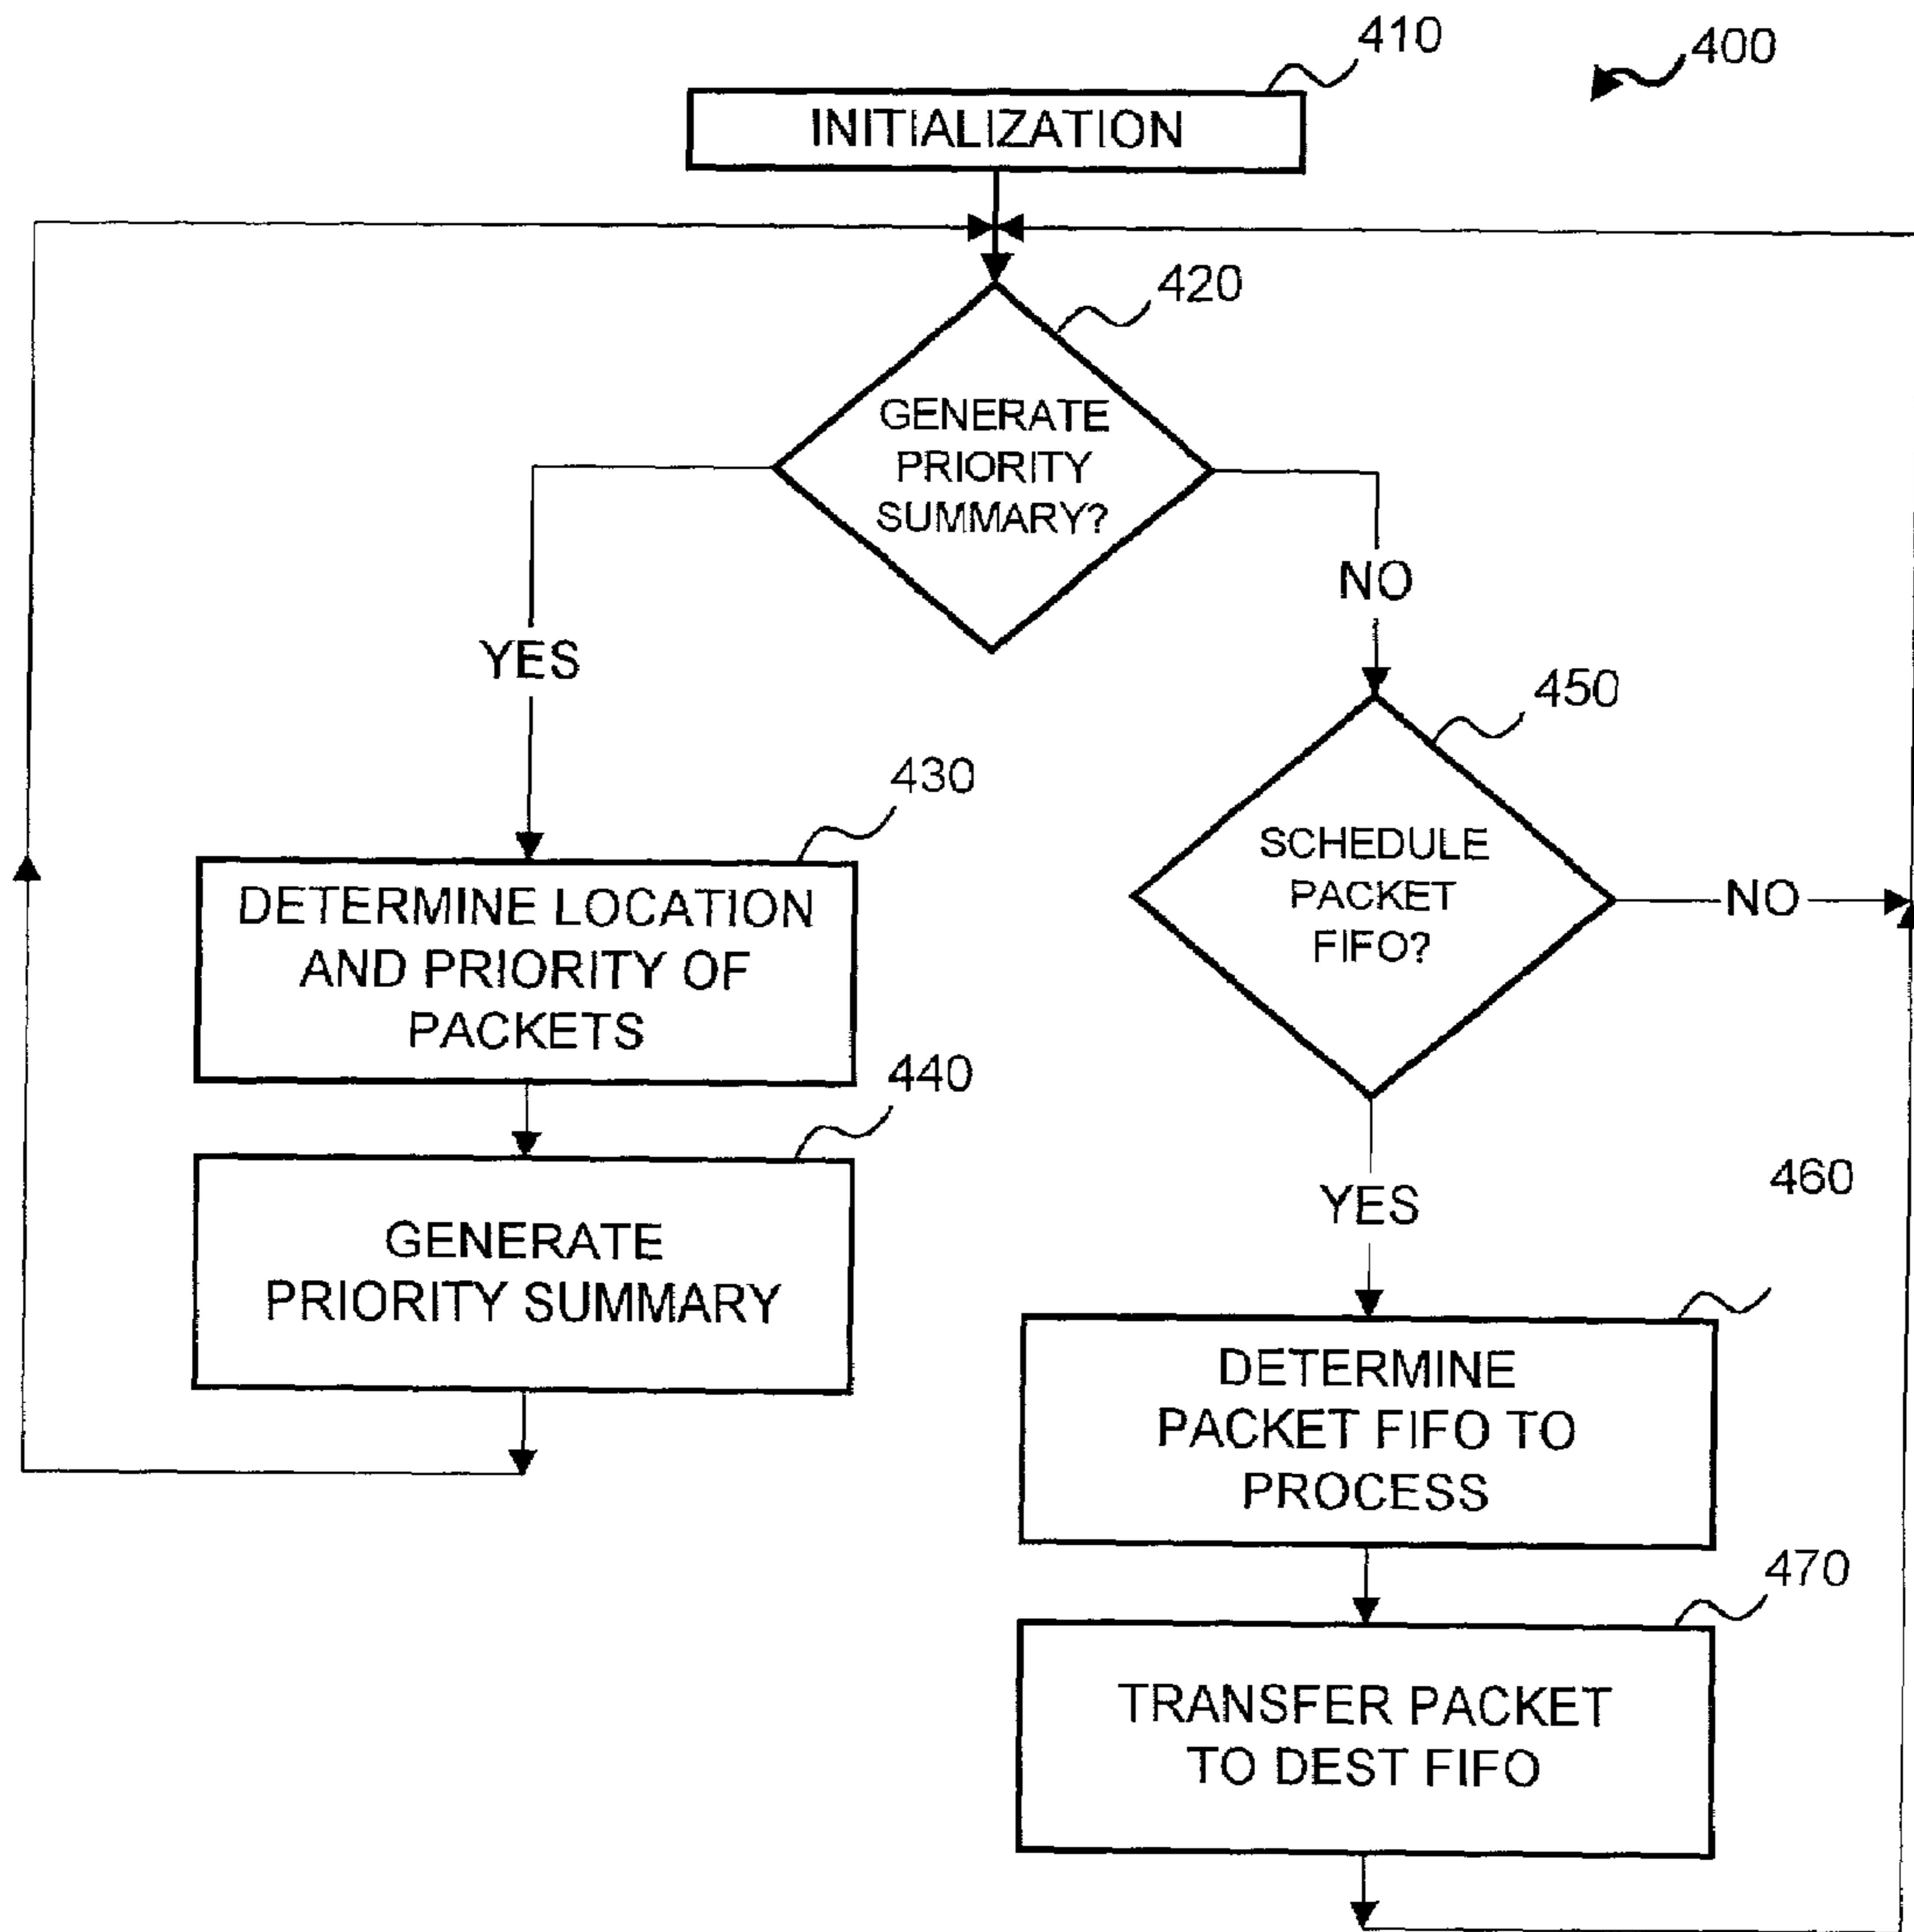 410
400
INITIALIZATION
420
GENERATE
PRIORITY
SUMMARY?
NO
YES
450
430
SCHEDULE
PACKET
FIFO?
NO
DETERMINE LOCATION
AND PRIORITY OF
PACKETS
440
YES
460
GENERATE
PRIORITY SUMMARY
DETERMINE
PACKET FIFO TO
PROCESS
470
TRANSFER PACKET
TO DEST FIFO